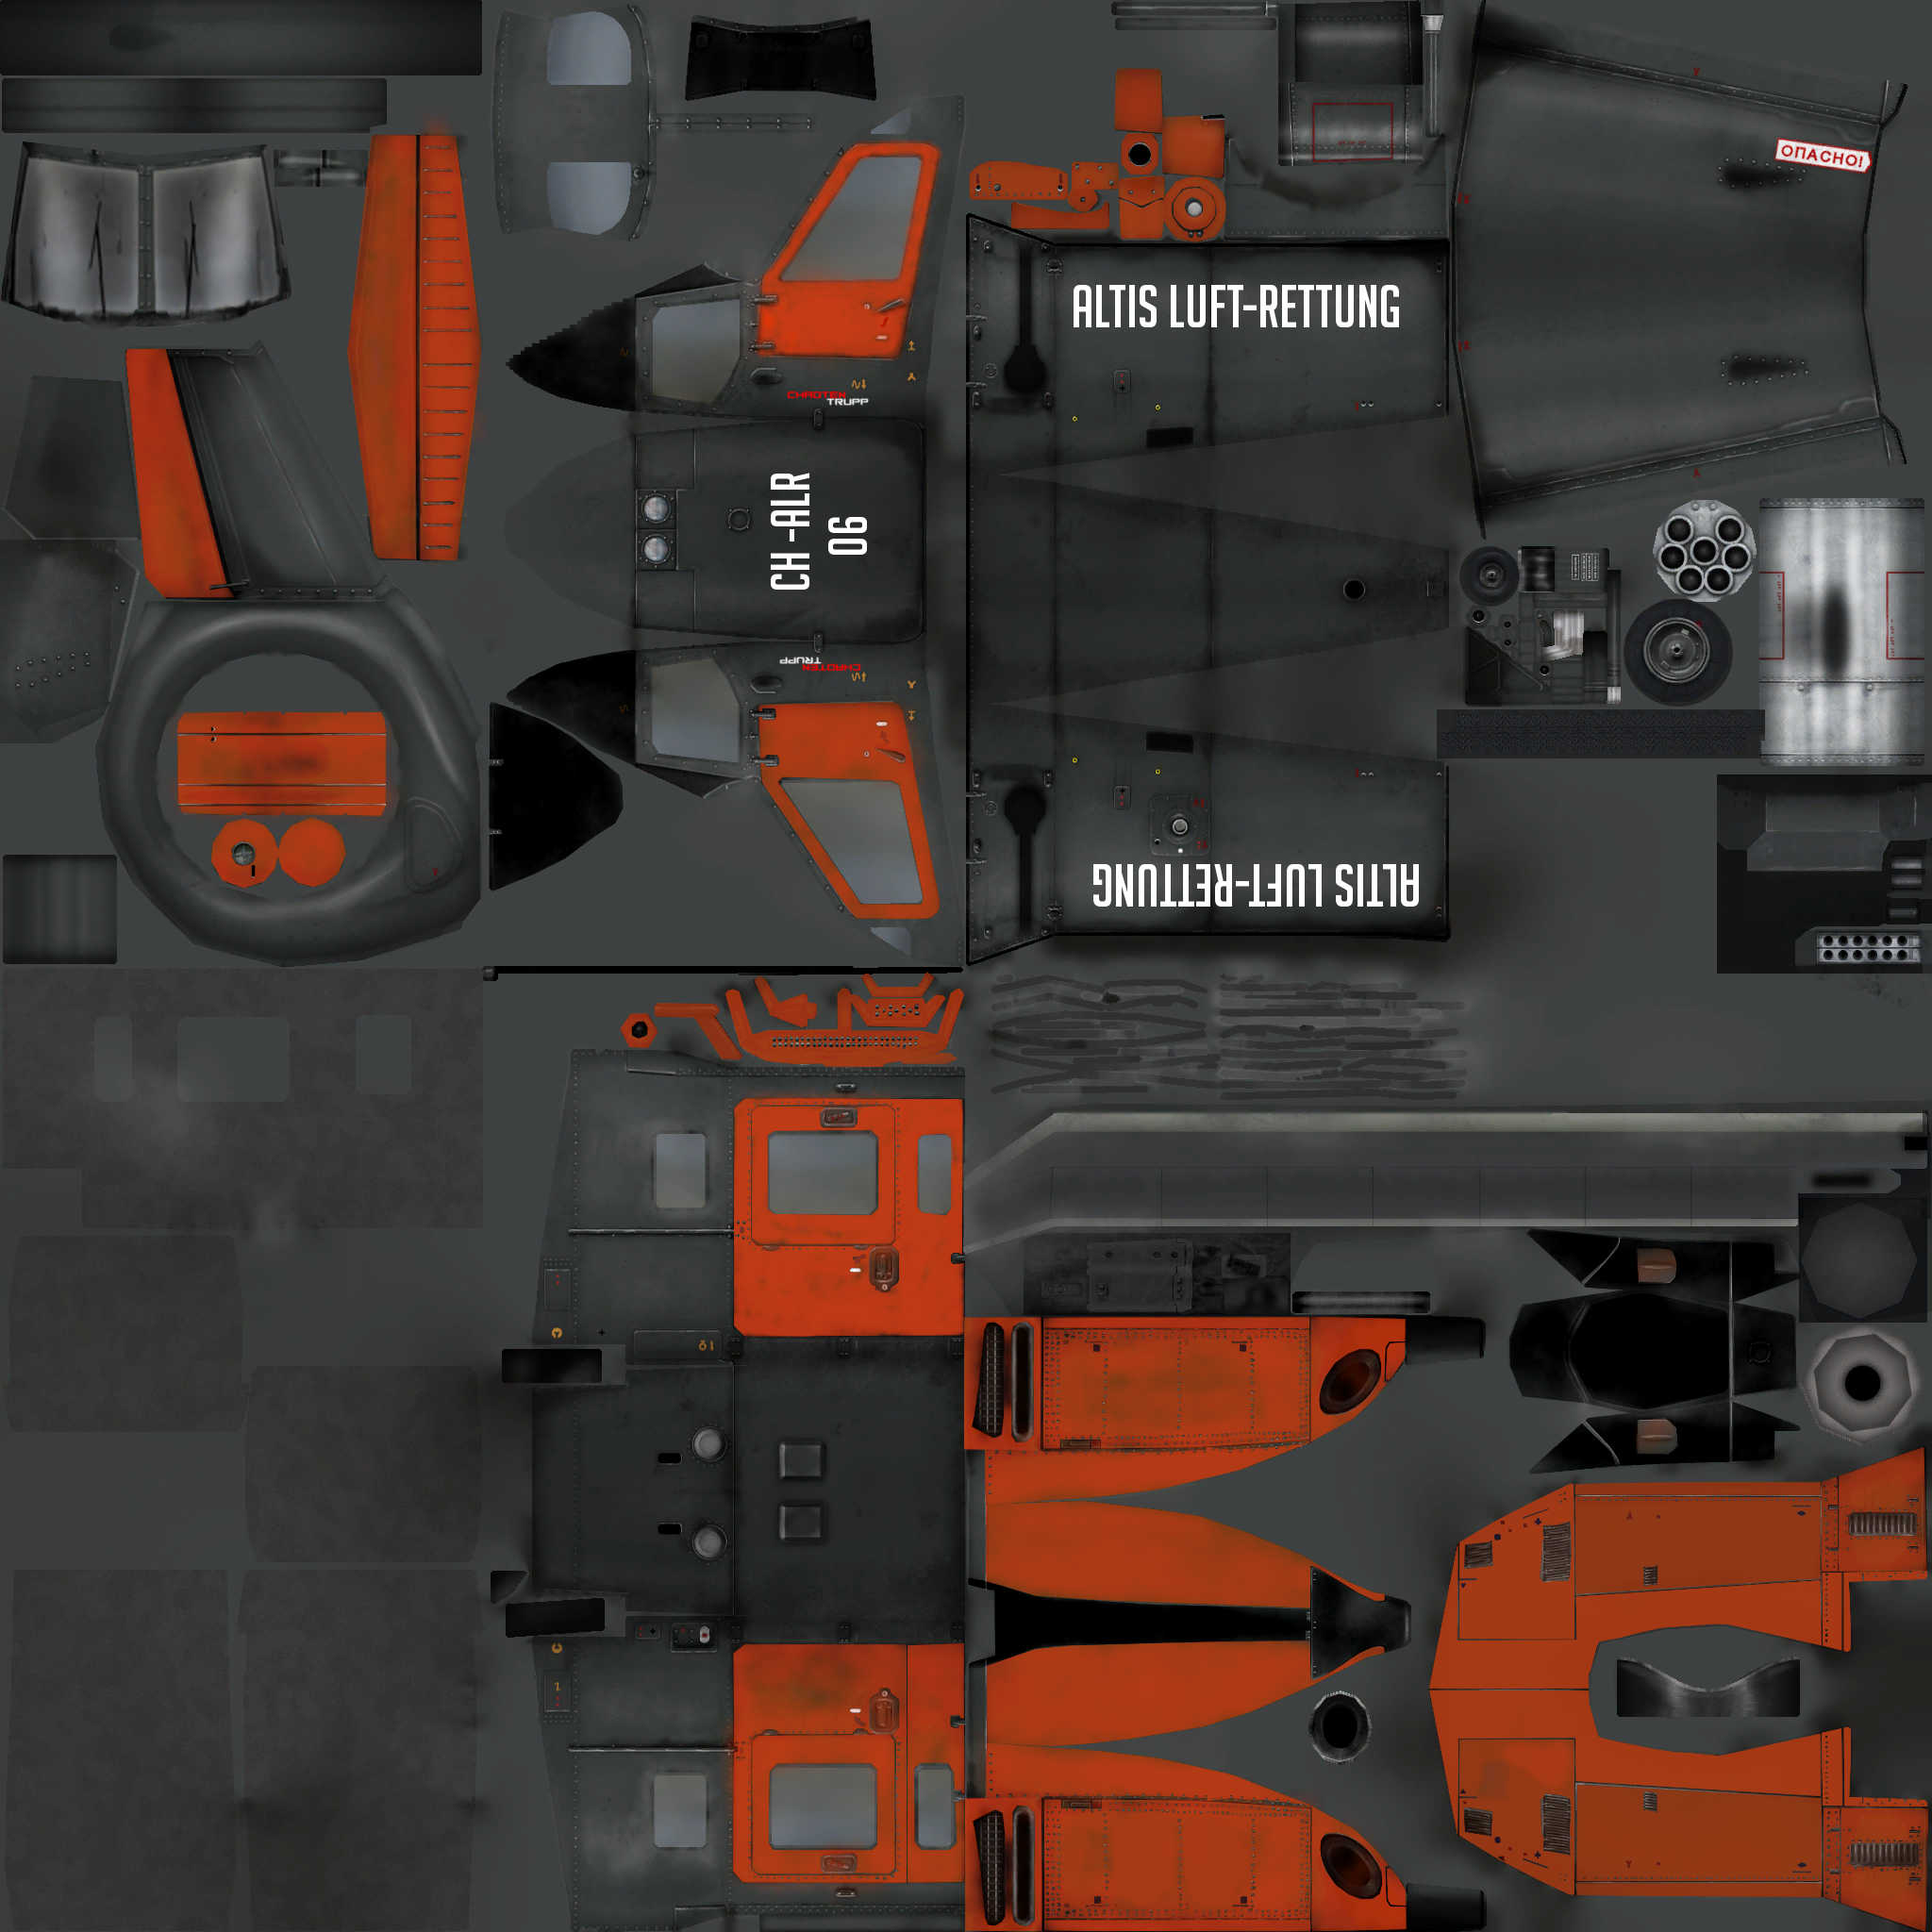 ОПАСНО!
ALTIS LUFT-RETTUNG
CHAOTEN
TRUPP
CH -ALR
06
CHAOTEN
TRUPP
ALTIS LUFT-RETTUNG